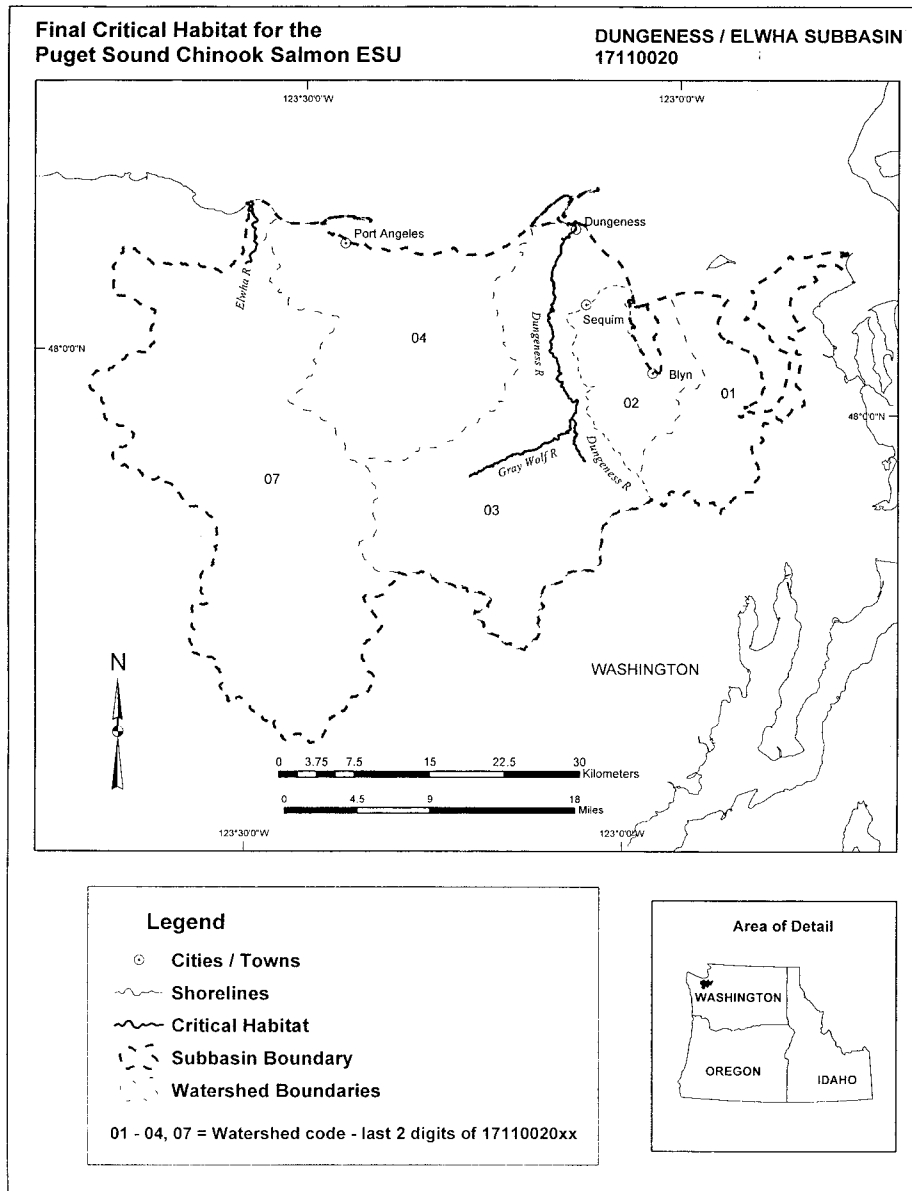 Final Critical Habitat for the
Puget Sound Chinook Salmon ESU
DUNGENESS / ELWHA SUBBASIN
17110020
123°30'0"W
123°0'0"W
Dungeness
Port Angeles
Elwha R
Sequim
04
Dungeness R
48°0'0"N
Blyn
02
01
48°0'0"N
Gray Wolf R
Dungeness R
07
03
N
WASHINGTON
0 3.75 7.5 15 22.5 30
Kilometers
0 4.5 9 18
Miles
123°30'0"W
123°0'0"W
Legend
Cities / Towns
Shorelines
Critical Habitat
Subbasin Boundary
Watershed Boundaries
01 - 04, 07 = Watershed code - last 2 digits of 17110020xx
Area of Detail
WASHINGTON
OREGON
IDAHO